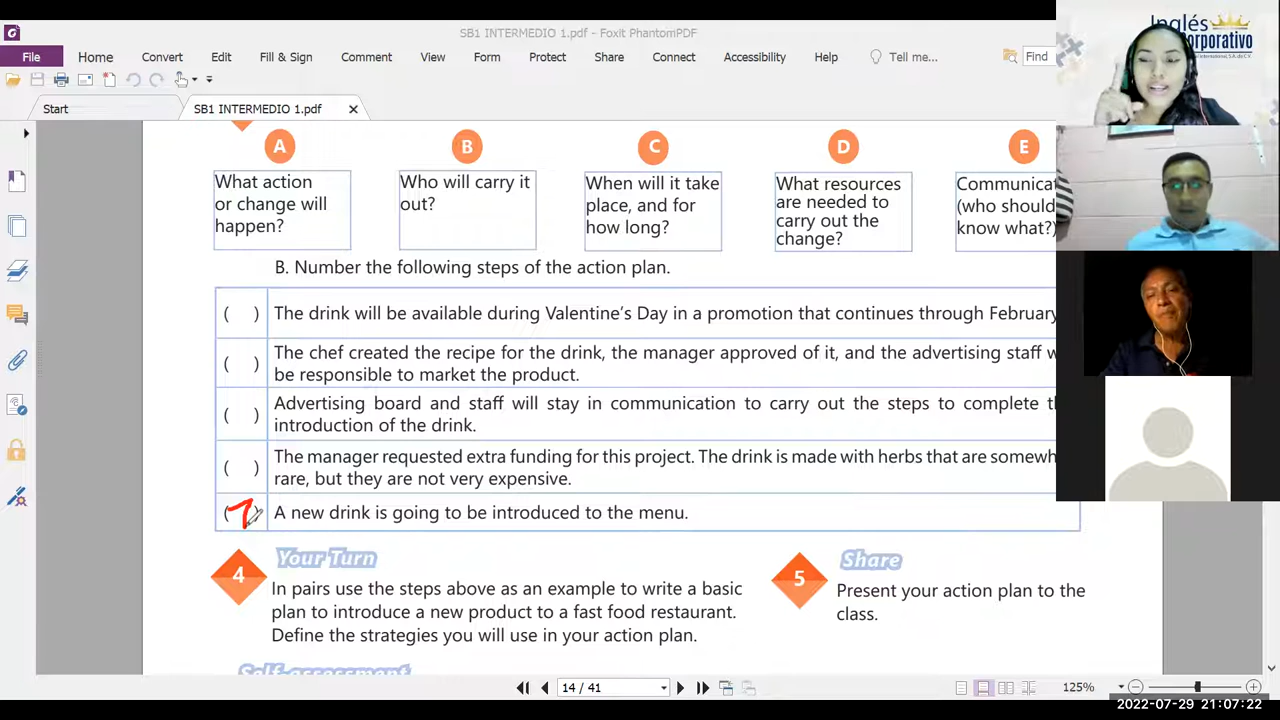 SB1 INTERMEDIO 1.pdf - Foxit PhantomPDF
File Home Convert Edit Fill & Sign Comment View Form Protect Share Connect Accessibility Help Tell me... Find
Start SB1 INTERMEDIO 1.pdf
Inglés
orporativo
A B C D E
What action
or change will
happen?
Who will carry it
out?
When will it take
place, and for
how long?
What resources
are needed to
carry out the
change?
Communicat
(who should
know what?)
B. Number the following steps of the action plan.
( ) The drink will be available during Valentine's Day in a promotion that continues through February
( ) The chef created the recipe for the drink, the manager approved of it, and the advertising staff w
be responsible to market the product.
( ) Advertising board and staff will stay in communication to carry out the steps to complete th
introduction of the drink.
( ) The manager requested extra funding for this project. The drink is made with herbs that are somewh
rare, but they are not very expensive.
(1) A new drink is going to be introduced to the menu.
4 Your Turn
In pairs use the steps above as an example to write a basic
plan to introduce a new product to a fast food restaurant.
Define the strategies you will use in your action plan.
5 Share
Present your action plan to the
class.
Self-assessment
14 / 41
125%
2022-07-29 21:07:22